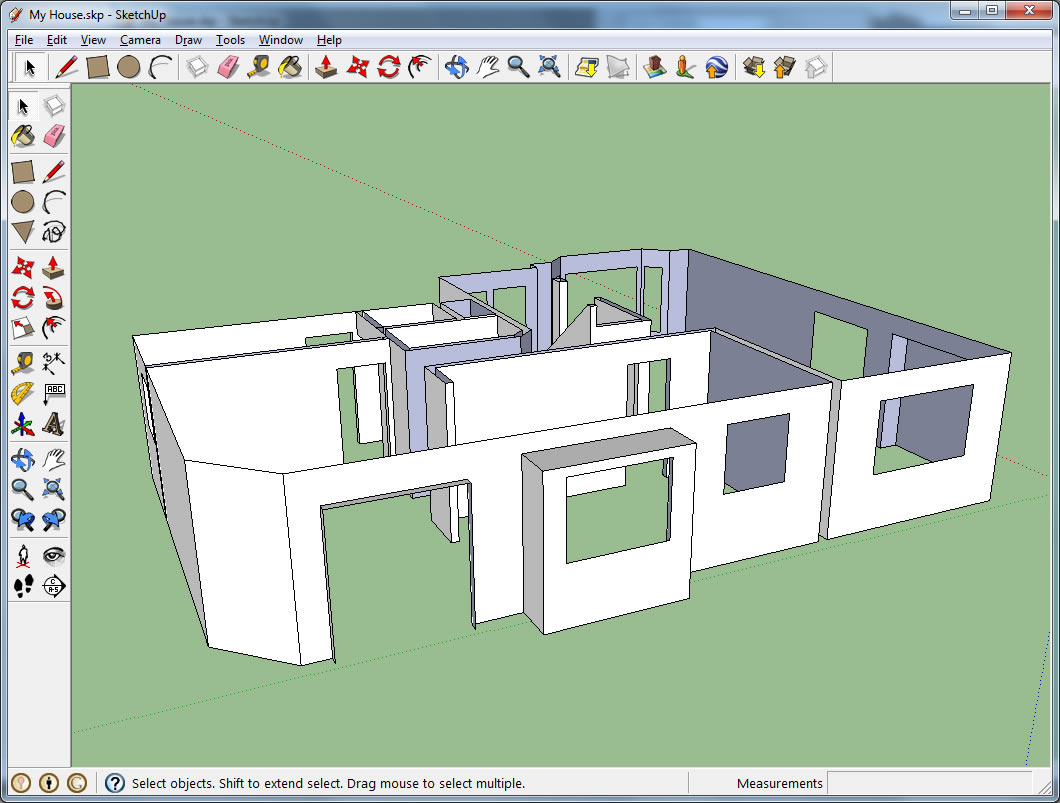 My House.skp - SketchUp
File Edit View Camera Draw Tools Window Help
ABC
C
A-5
Select objects. Shift to extend select. Drag mouse to select multiple.
Measurements